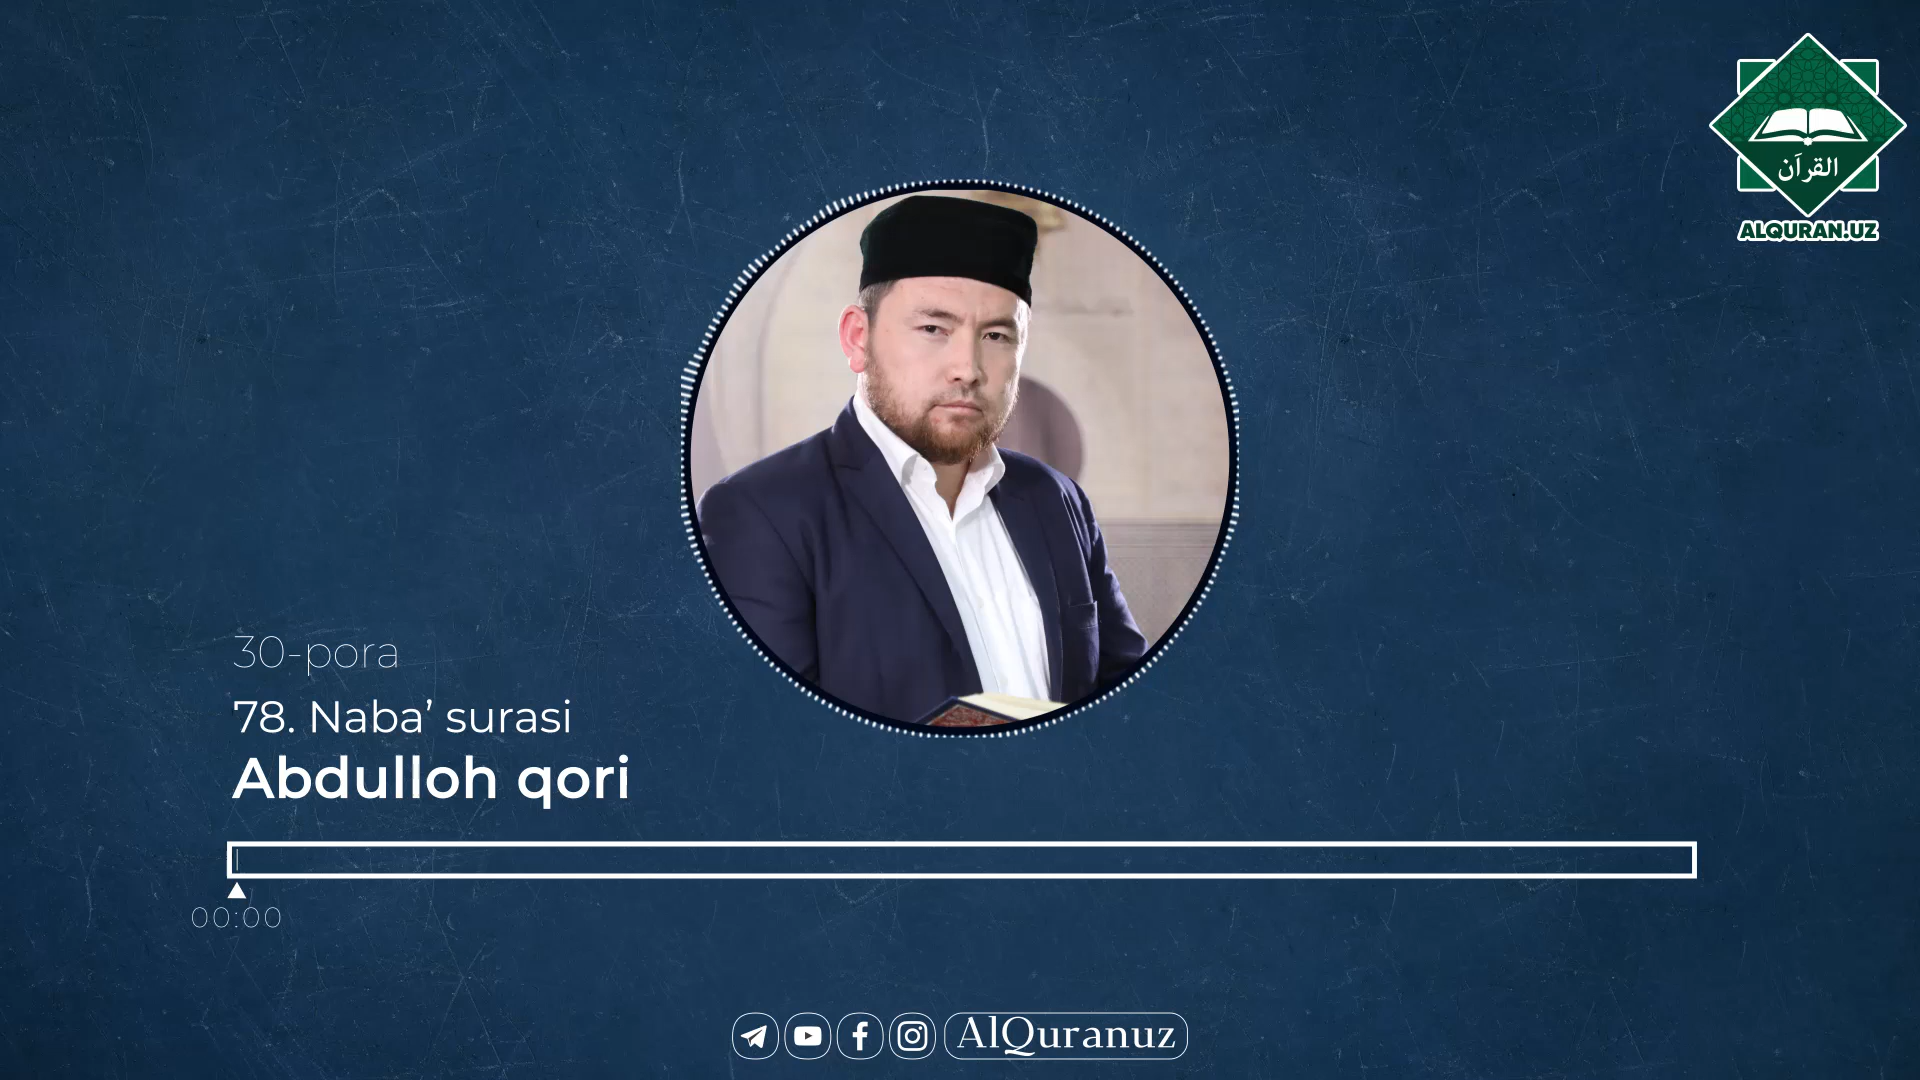 القرآن
ALQURAN.UZ
30-pora
78. Naba’ surasi
Abdulloh qori
00:00
AlQuranuz